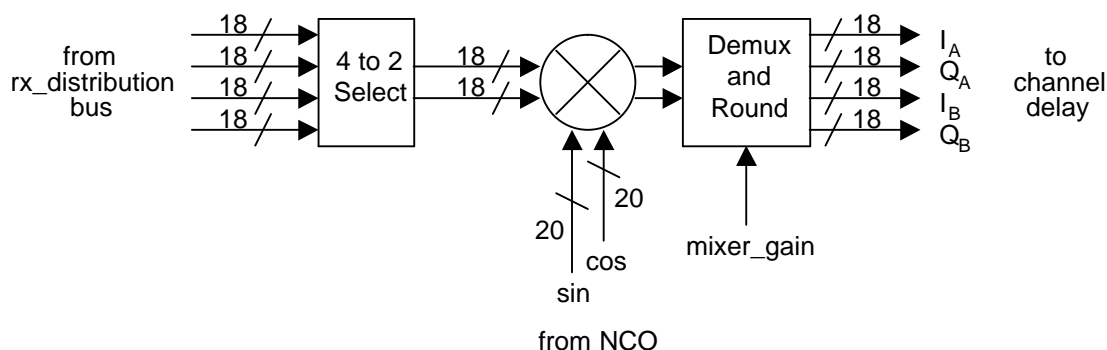 from
rx_distribution
bus
18
18
18
18
4 to 2
Select
18
18
20
20
sin
cos
from NCO
Demux
and
Round
mixer_gain
18
18
18
18
I_A
Q_A
I_B
Q_B
to
channel
delay